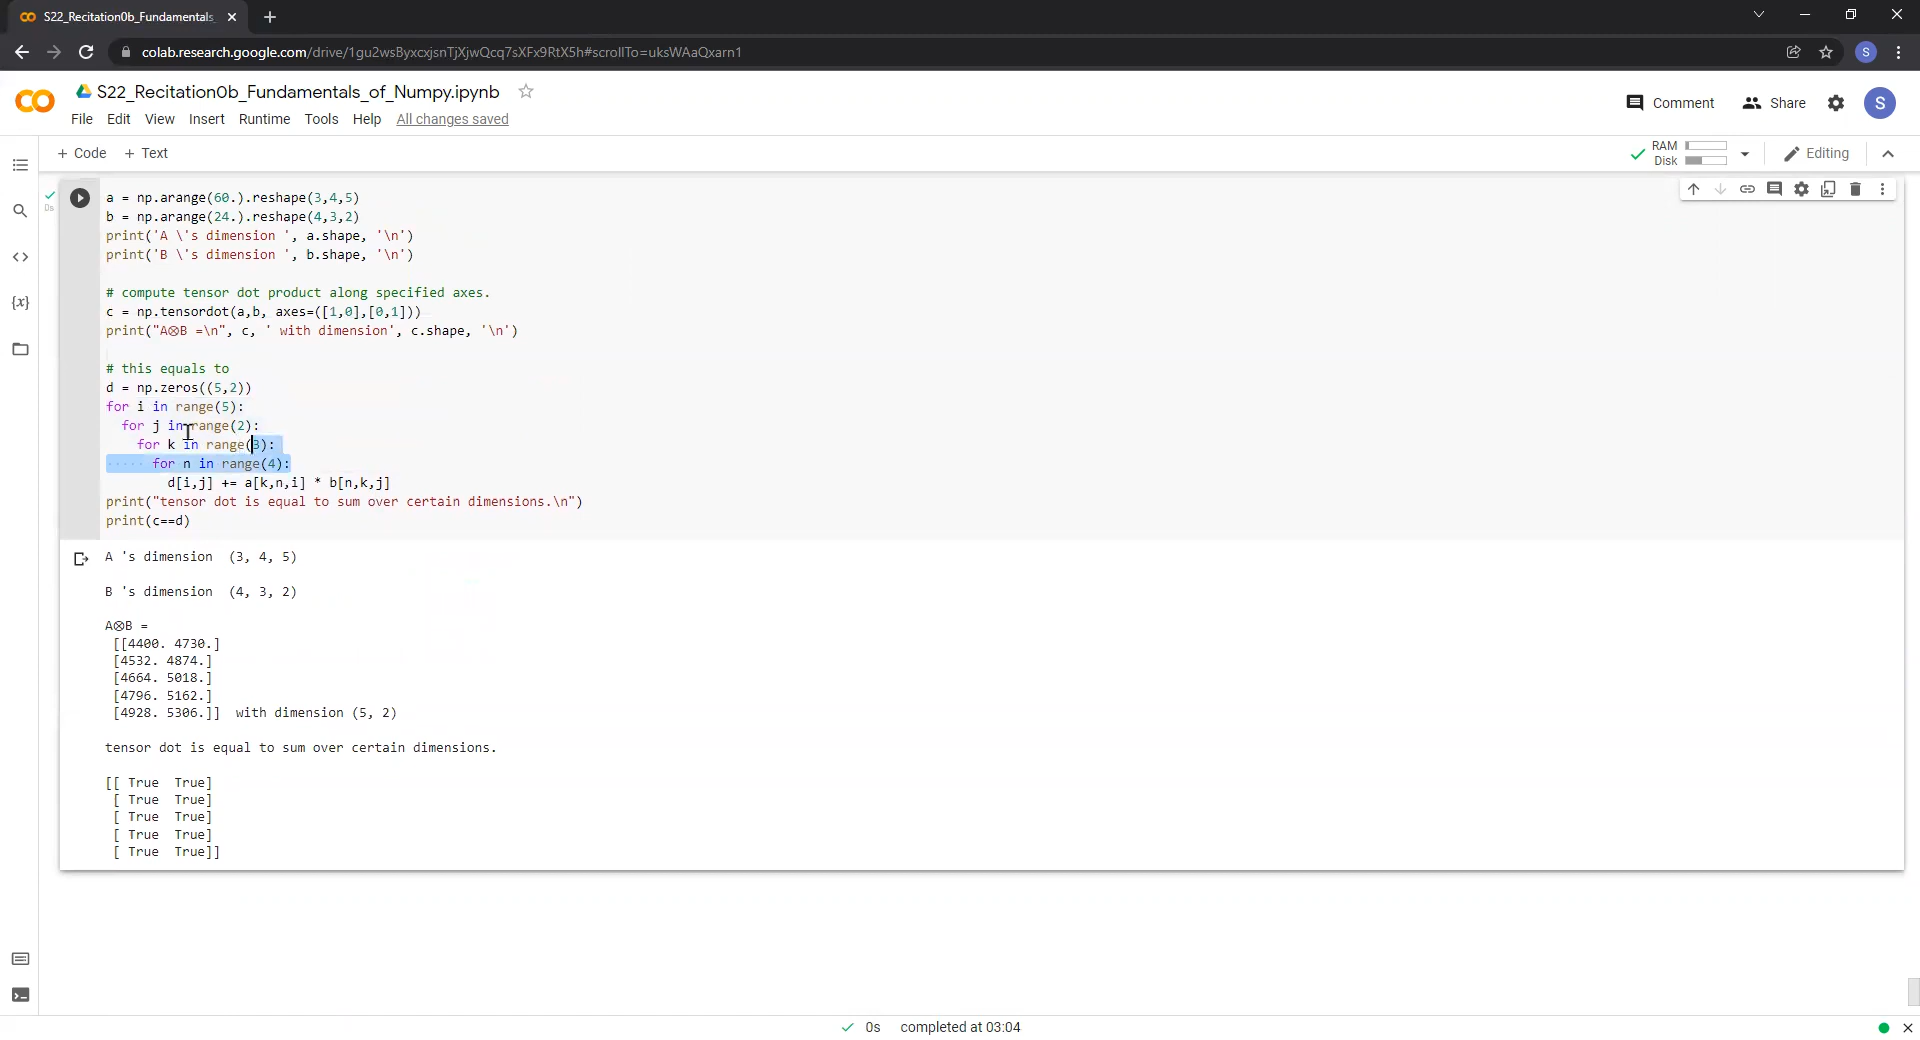 S22_Recitation0b_Fundamentals_
colab.research.google.com/drive/1gu2wsByxcxjsnTjXjwQcq7sXFx9RtX5h#scrollTo=uksWAaQxarn1
S
S22_Recitation0b_Fundamentals_of_Numpy.ipynb
File Edit View Insert Runtime Tools Help All changes saved
Comment Share S
+ Code + Text
RAM
Disk
Editing
0s
a = np.arange(60.).reshape(3,4,5)
b = np.arange(24.).reshape(4,3,2)
print('A \'s dimension ', a.shape, '\n')
print('B \'s dimension ', b.shape, '\n')
# compute tensor dot product along specified axes.
c = np.tensordot(a,b, axes=([1,0],[0,1]))
print("A⊗B =\n", c, ' with dimension', c.shape, '\n')
# this equals to
d = np.zeros((5,2))
for i in range(5):
for j in range(2):
for k in range(3):
for n in range(4):
d[i,j] += a[k,n,i] * b[n,k,j]
print("tensor dot is equal to sum over certain dimensions.\n")
print(c==d)
A 's dimension (3, 4, 5)
B 's dimension (4, 3, 2)
A⊗B =
[[4400. 4730.]
[4532. 4874.]
[4664. 5018.]
[4796. 5162.]
[4928. 5306.]] with dimension (5, 2)
tensor dot is equal to sum over certain dimensions.
[[ True True]
[ True True]
[ True True]
[ True True]
[ True True]]
0s completed at 03:04